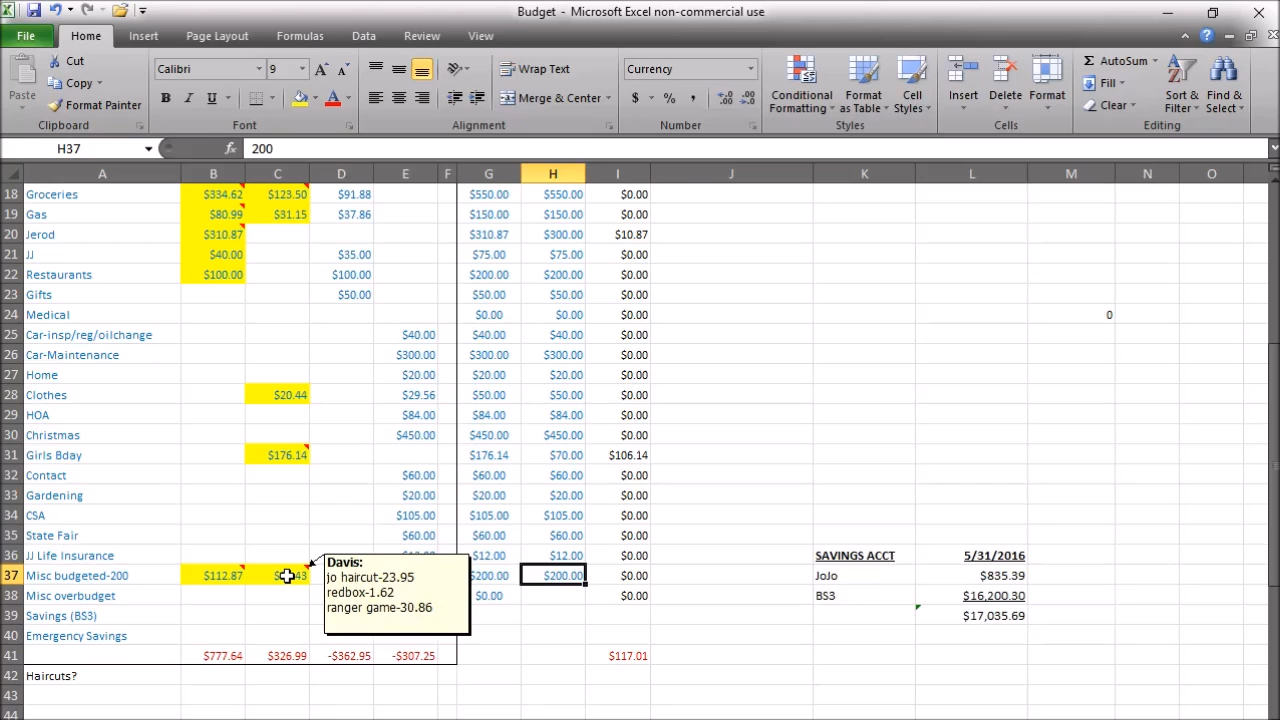 Budget - Microsoft Excel non-commercial use
File Home Insert Page Layout Formulas Data Review View
Paste Cut Copy Format Painter Clipboard
Calibri 9 A A B I U A Font
Wrap Text Merge & Center Alignment
Currency $ % , Number
Conditional Formatting Format as Table Cell Styles Styles
Insert Delete Format Cells
AutoSum Fill Clear Sort & Filter Find & Select Editing
H37 fx 200
A B C D E F G H I J K L M N O
18 Groceries $334.62 $123.50 $91.88 $550.00 $550.00 $0.00
19 Gas $80.99 $31.15 $37.86 $150.00 $150.00 $0.00
20 Jerod $310.87 $310.87 $300.00 $10.87
21 JJ $40.00 $35.00 $75.00 $75.00 $0.00
22 Restaurants $100.00 $100.00 $200.00 $200.00 $0.00
23 Gifts $50.00 $50.00 $50.00 $0.00
24 Medical $0.00 $0.00 $0.00 0
25 Car-insp/reg/oilchange $40.00 $40.00 $40.00 $0.00
26 Car-Maintenance $300.00 $300.00 $300.00 $0.00
27 Home $20.00 $20.00 $20.00 $0.00
28 Clothes $20.44 $29.56 $50.00 $50.00 $0.00
29 HOA $84.00 $84.00 $84.00 $0.00
30 Christmas $450.00 $450.00 $450.00 $0.00
31 Girls Bday $176.14 $176.14 $70.00 $106.14
32 Contact $60.00 $60.00 $60.00 $0.00
33 Gardening $20.00 $20.00 $20.00 $0.00
34 CSA $105.00 $105.00 $105.00 $0.00
35 State Fair $60.00 $60.00 $60.00 $0.00
36 JJ Life Insurance $12.00 $12.00 $0.00 SAVINGS ACCT 5/31/2016
37 Misc budgeted-200 $112.87 $200.00 $200.00 $0.00 JoJo $835.39
38 Misc overbudget $0.00 $0.00 BS3 $16,200.30
39 Savings (BS3) $17,035.69
40 Emergency Savings
41 $777.64 $326.99 -$362.95 -$307.25 $117.01
42 Haircuts?
43
44
Davis:
jo haircut-23.95
redbox-1.62
ranger game-30.86